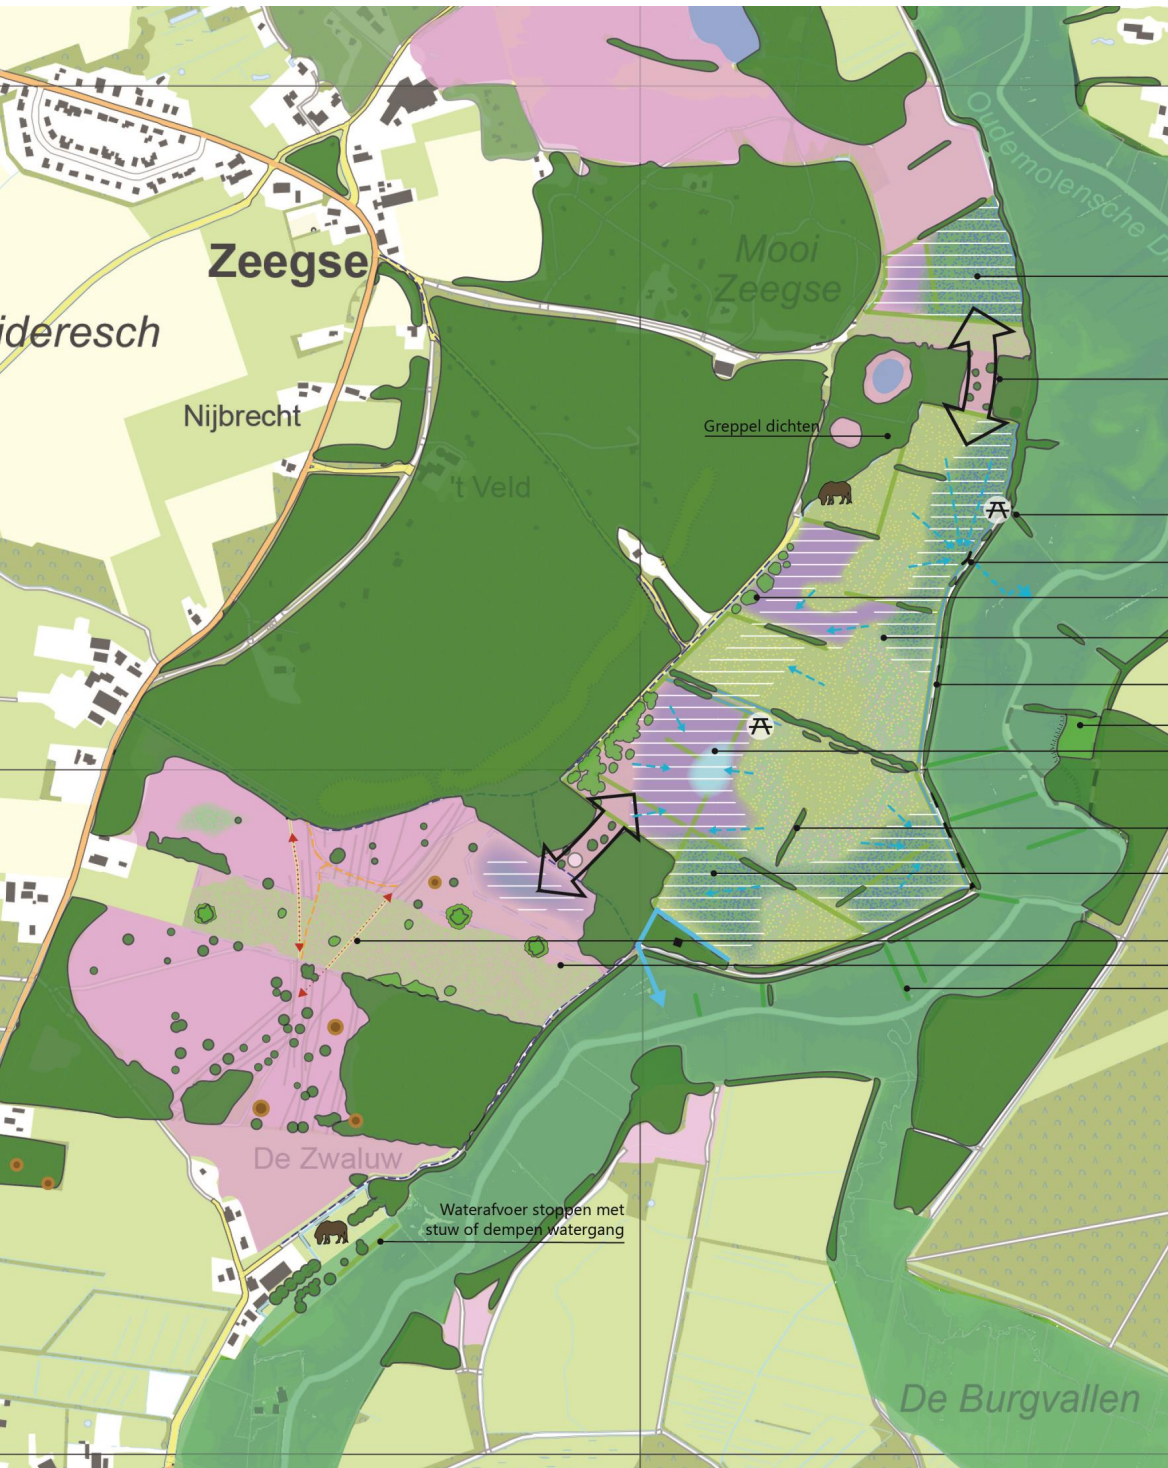 Oudemolensche D
Mooi
Zeegse
Zeegse
ideresch
Nijbrecht
Greppel dichten
't Veld
De Zwaluw
Waterafvoer stoppen met
stuw of dempen watergang
De Burgvallen